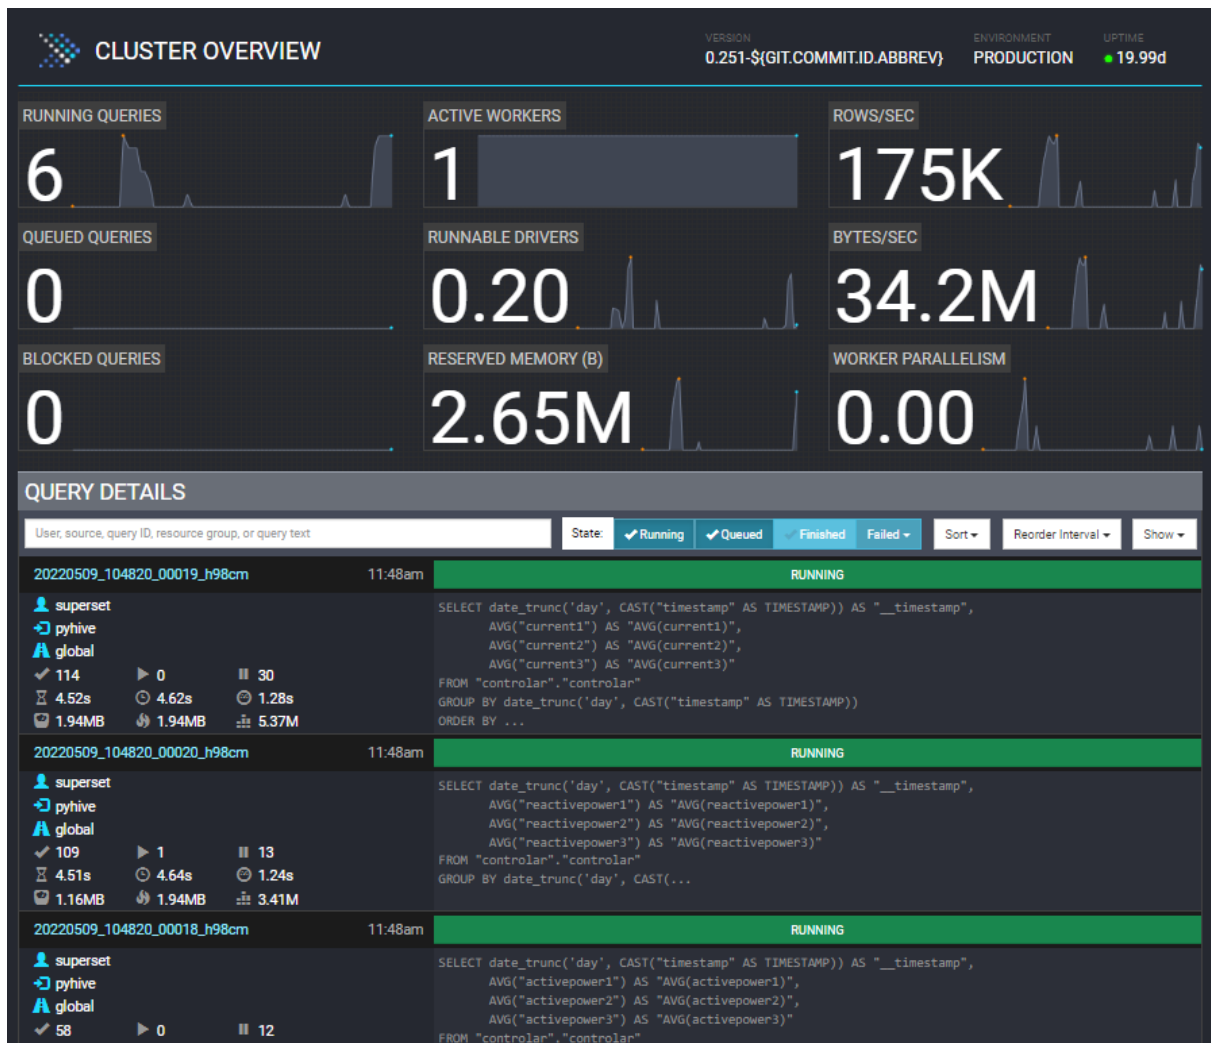 CLUSTER OVERVIEW
VERSION
0.251-${GIT.COMMIT.ID.ABBREV}
ENVIRONMENT
PRODUCTION
UPTIME
19.99d
RUNNING QUERIES
6
ACTIVE WORKERS
1
ROWS/SEC
175K
QUEUED QUERIES
0
RUNNABLE DRIVERS
0.20
BYTES/SEC
34.2M
BLOCKED QUERIES
0
RESERVED MEMORY (B)
2.65M
WORKER PARALLELISM
0.00
QUERY DETAILS
User, source, query ID, resource group, or query text
State: Running Queued Finished Failed Sort Reorder Interval Show
20220509_104820_00019_h98cm 11:48am RUNNING
superset
pyhive
global
114 0 30
4.52s 4.62s 1.28s
1.94MB 1.94MB 5.37M
SELECT date_trunc('day', CAST("timestamp" AS TIMESTAMP)) AS "__timestamp",
AVG("current1") AS "AVG(current1)",
AVG("current2") AS "AVG(current2)",
AVG("current3") AS "AVG(current3)"
FROM "controlar"."controlar"
GROUP BY date_trunc('day', CAST("timestamp" AS TIMESTAMP))
ORDER BY ...
20220509_104820_00020_h98cm 11:48am RUNNING
superset
pyhive
global
109 1 13
4.51s 4.64s 1.24s
1.16MB 1.94MB 3.41M
SELECT date_trunc('day', CAST("timestamp" AS TIMESTAMP)) AS "__timestamp",
AVG("reactivepower1") AS "AVG(reactivepower1)",
AVG("reactivepower2") AS "AVG(reactivepower2)",
AVG("reactivepower3") AS "AVG(reactivepower3)"
FROM "controlar"."controlar"
GROUP BY date_trunc('day', CAST(...
20220509_104820_00018_h98cm 11:48am RUNNING
superset
pyhive
global
58 0 12
SELECT date_trunc('day', CAST("timestamp" AS TIMESTAMP)) AS "__timestamp",
AVG("activepower1") AS "AVG(activepower1)",
AVG("activepower2") AS "AVG(activepower2)",
AVG("activepower3") AS "AVG(activepower3)"
FROM "controlar"."controlar"